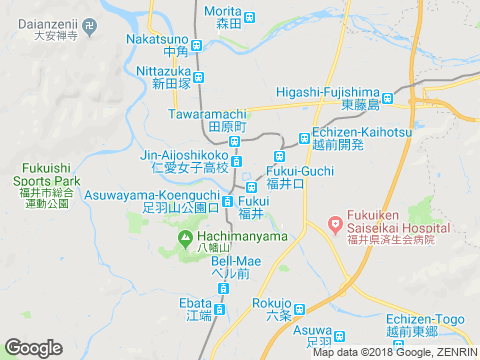 Morita
森田
Daianzenji
大安禅寺
Nakatsuno
中角
Nittazuka
新田塚
Higashi-Fujishima
東藤島
Tawaramachi
田原町
Echizen-Kaihotsu
越前開発
Jin-Aijoshikoko
仁愛女子高校
Fukui-Guchi
福井口
Fukuishi
Sports Park
福井市総合
運動公園
Asuwayama-Koenguchi
足羽山公園口
Fukui
福井
Fukuiken
Saiseikai Hospital
福井県済生会病院
Hachimanyama
八幡山
Bell-Mae
ベル前
Ebata
江端
Rokujo
六条
Asuwa
足羽
Echizen-Togo
越前東郷
Google
Map data ©2018 Google, ZENRIN